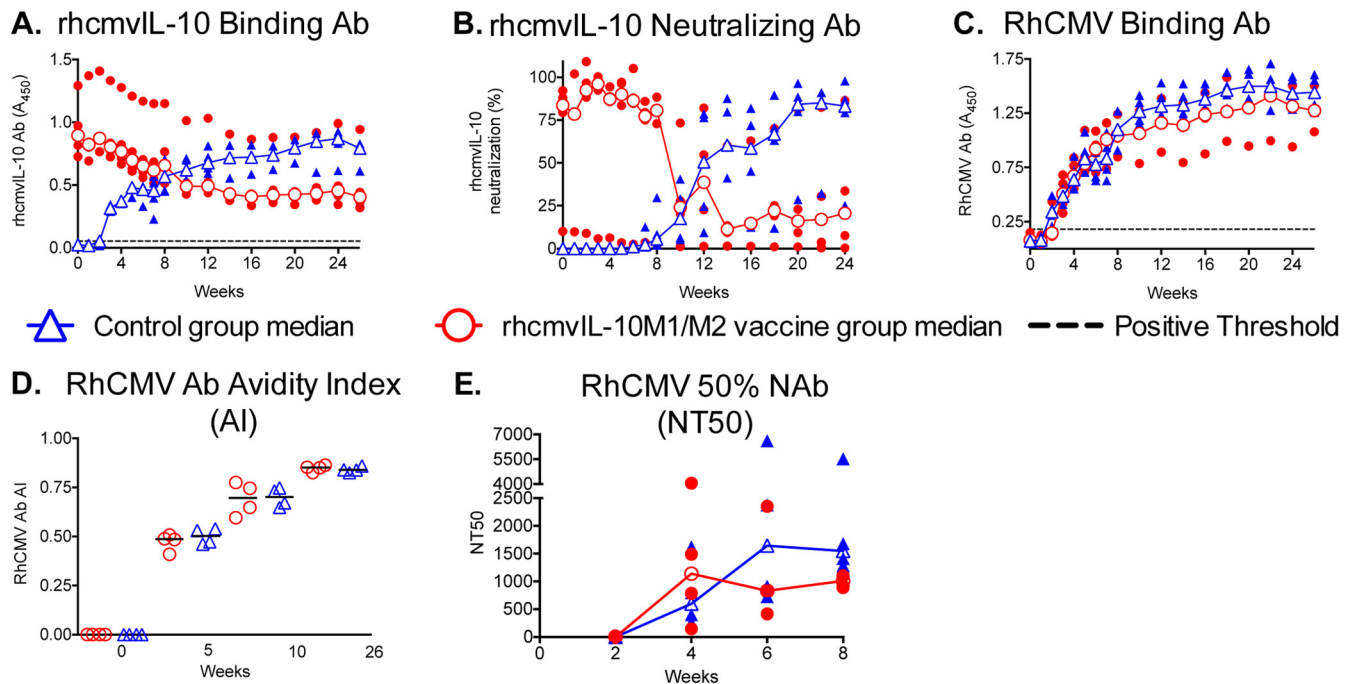 A. rhcmvIL-10 Binding Ab
rhcmvIL-10 Ab (A450)
1.5
1.0
0.5
0.0
0 4 8 12 16 20 24
Weeks
B. rhcmvIL-10 Neutralizing Ab
rhcmvIL-10
neutralization (%)
100
75
50
25
0
0 4 8 12 16 20 24
Weeks
C. RhCMV Binding Ab
RhCMV Ab (A450)
1.75
1.25
0.75
0.25
0 4 8 12 16 20 24
Weeks
Control group median
rhcmvIL-10M1/M2 vaccine group median
Positive Threshold
D. RhCMV Ab Avidity Index
(AI)
RhCMV Ab AI
1.00
0.75
0.50
0.25
0.00
0 5 10 26
Weeks
E. RhCMV 50% NAb
(NT50)
NT50
7000
5500
4000
2500
2000
1500
1000
500
0
0 2 4 6 8
Weeks